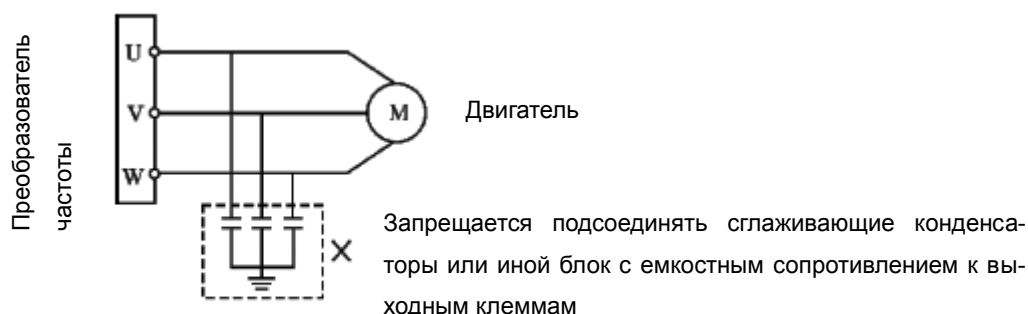 Преобразователь
частоты
U
V
W
M
Двигатель
X
Запрещается подсоединять сглаживающие конденса-
торы или иной блок с емкостным сопротивлением к вы-
ходным клеммам